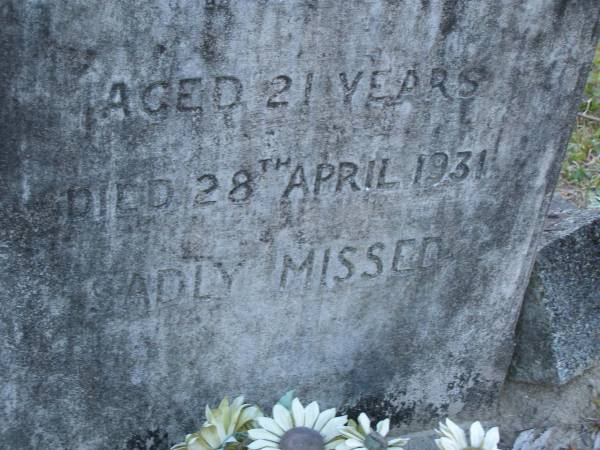 AGED 21 YEARS
DIED 28TH APRIL 1931
SADLY MISSED